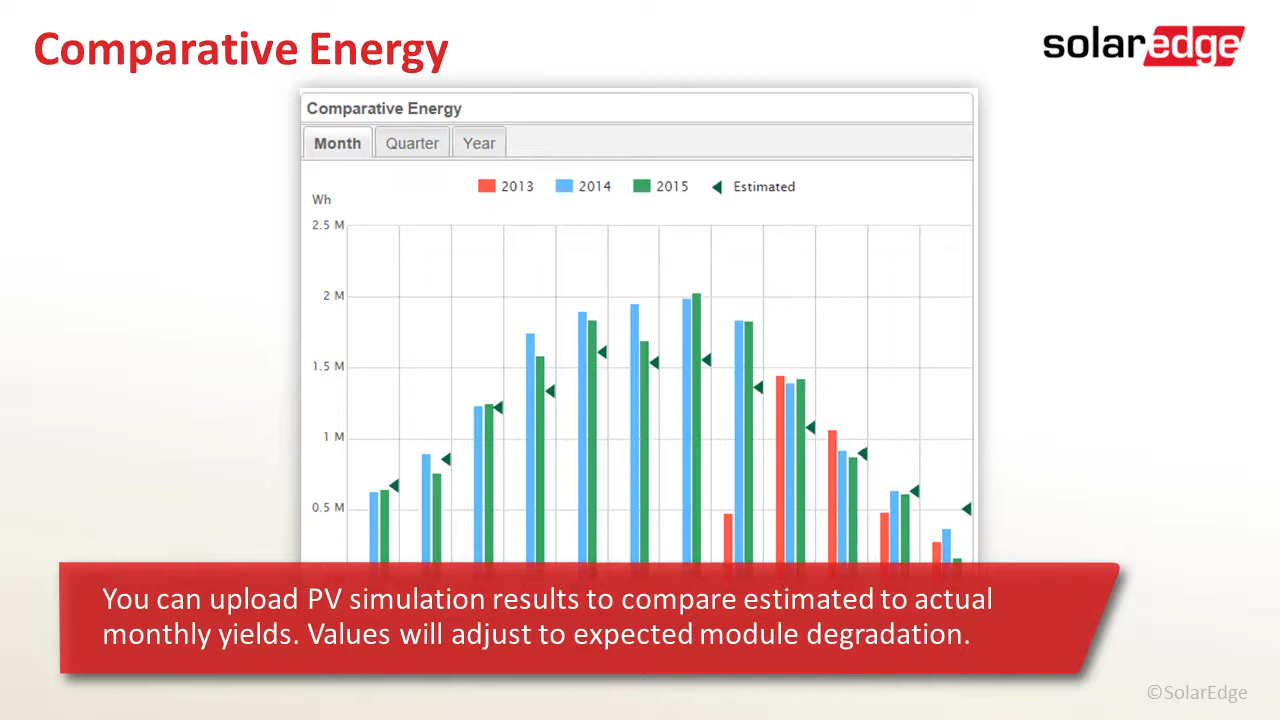 Comparative Energy
solaredge
Comparative Energy
Month Quarter Year
2013 2014 2015 Estimated
Wh
2.5 M
2 M
1.5 M
1 M
0.5 M
You can upload PV simulation results to compare estimated to actual
monthly yields. Values will adjust to expected module degradation.
©SolarEdge